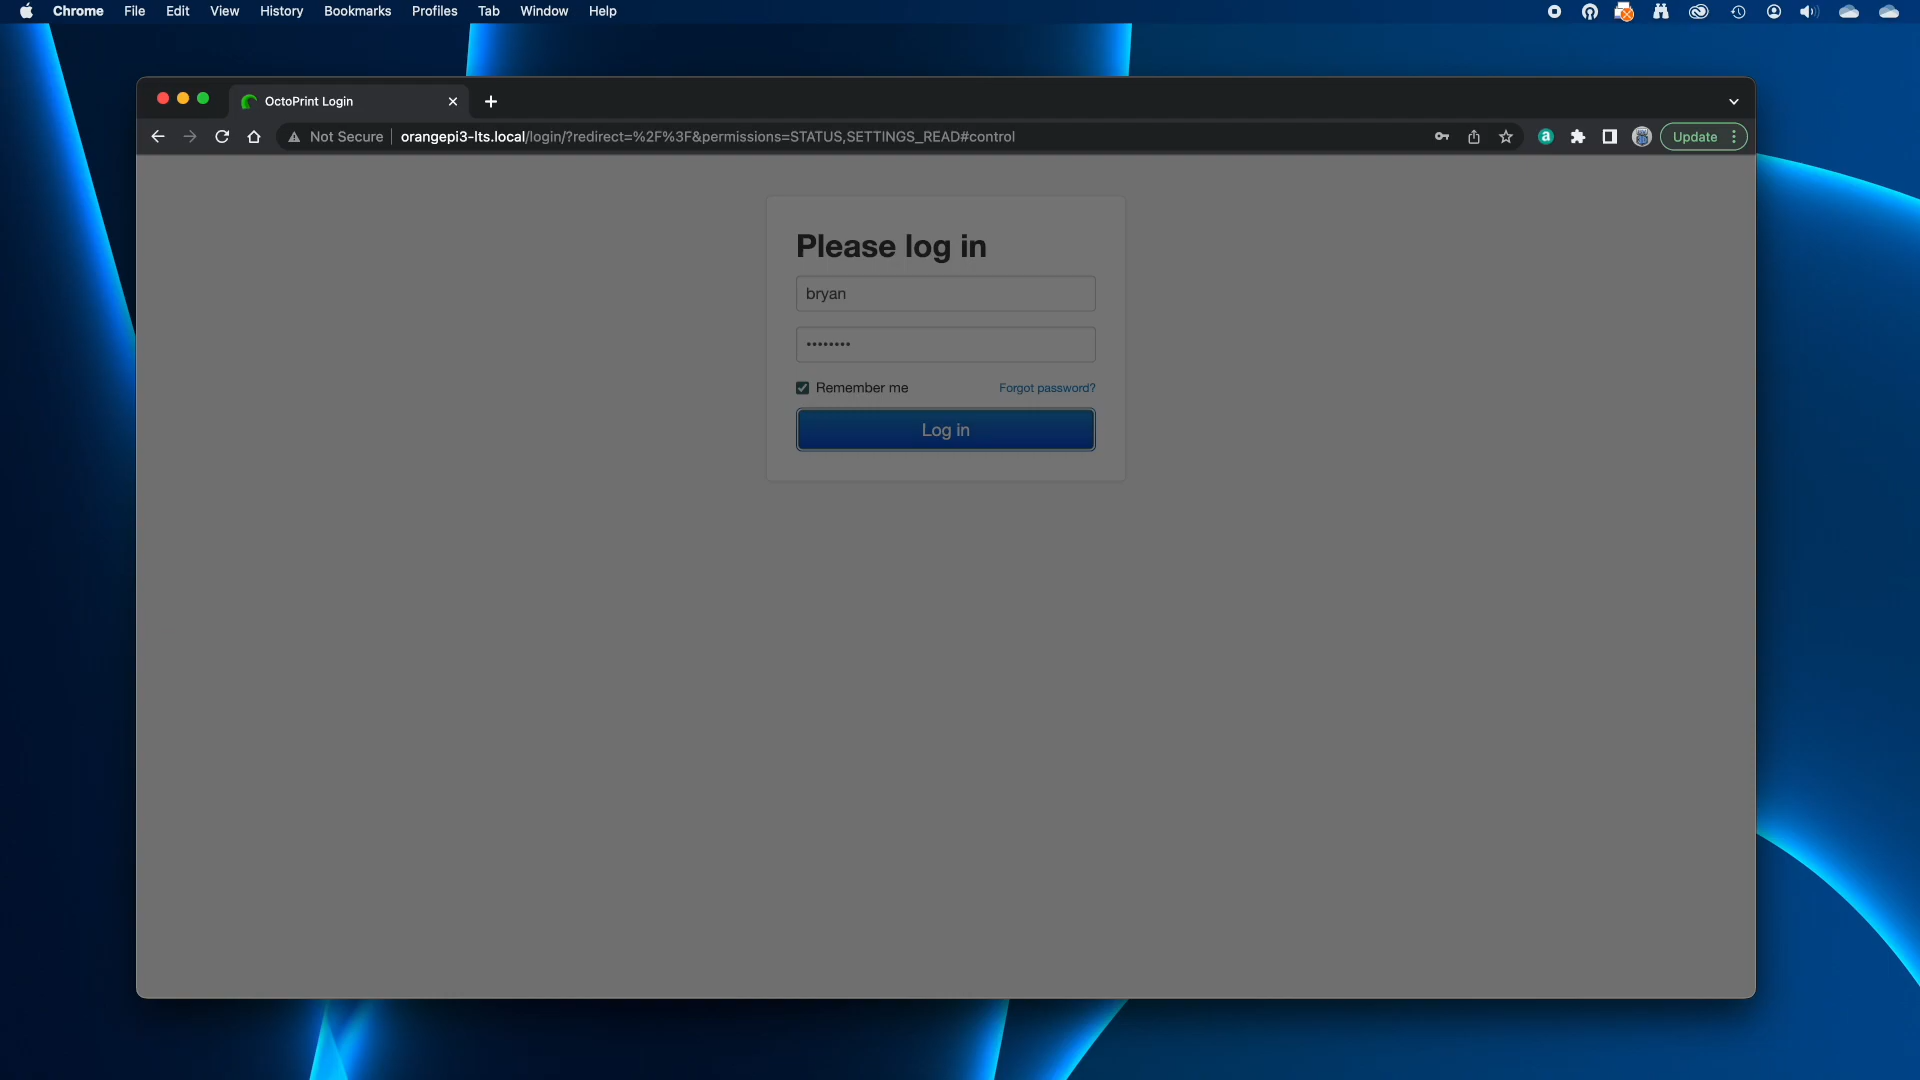 Chrome File Edit View History Bookmarks Profiles Tab Window Help
OctoPrint Login
Not Secure orangepi3-lts.local/login/?redirect=%2F%3F&permissions=STATUS,SETTINGS_READ#control
a
Update
Please log in
bryan
••••••••
Remember me Forgot password?
Log in